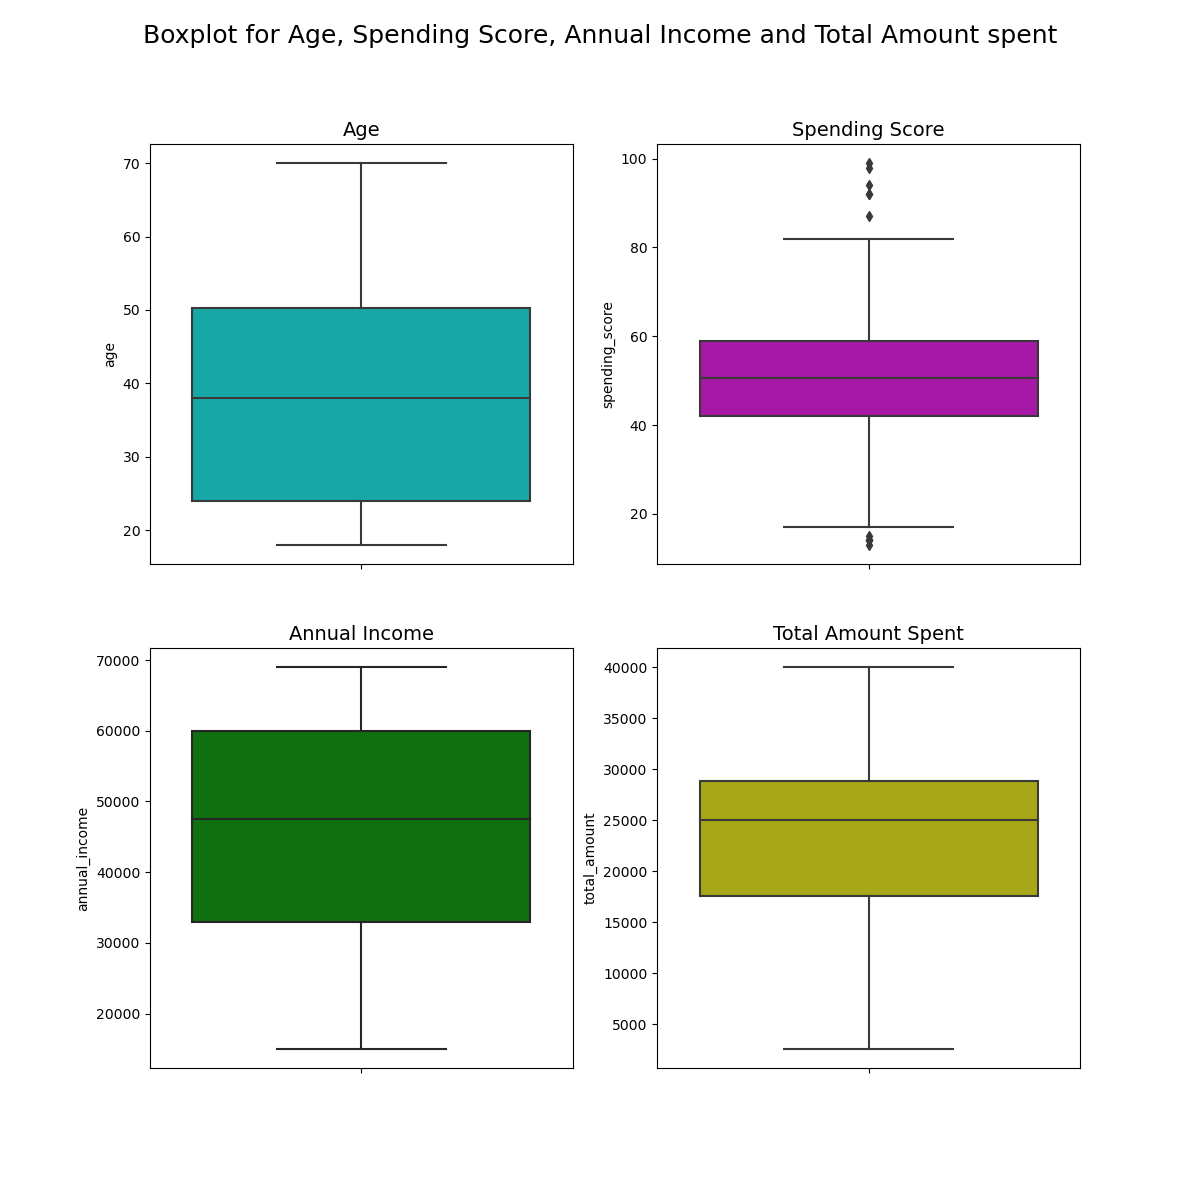 Boxplot for Age, Spending Score, Annual Income and Total Amount spent
Age
70
60
50
40
30
20
age
Spending Score
100
80
60
40
20
spending_score
Annual Income
70000
60000
50000
40000
30000
20000
annual_income
Total Amount Spent
40000
35000
30000
25000
20000
15000
10000
5000
total_amount